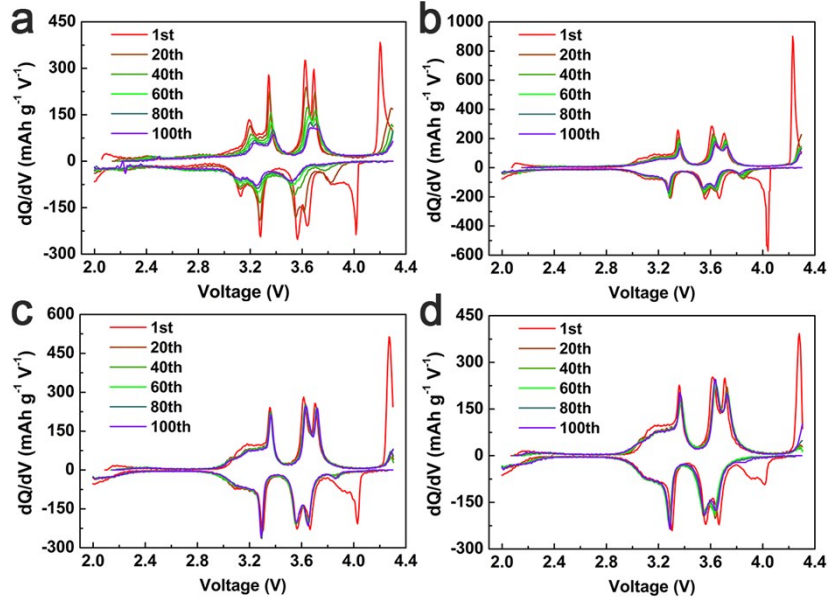 a
450
300
150
0
-150
-300
dQ/dV (mAh g⁻¹ V⁻¹)
1st
20th
40th
60th
80th
100th
2.0 2.4 2.8 3.2 3.6 4.0 4.4
Voltage (V)
b
1000
800
600
400
200
0
-200
-400
-600
dQ/dV (mAh g⁻¹ V⁻¹)
1st
20th
40th
60th
80th
100th
2.0 2.4 2.8 3.2 3.6 4.0 4.4
Voltage (V)
c
600
450
300
150
0
-150
-300
dQ/dV (mAh g⁻¹ V⁻¹)
1st
20th
40th
60th
80th
100th
2.0 2.4 2.8 3.2 3.6 4.0 4.4
Voltage (V)
d
450
300
150
0
-150
-300
dQ/dV (mAh g⁻¹ V⁻¹)
1st
20th
40th
60th
80th
100th
2.0 2.4 2.8 3.2 3.6 4.0 4.4
Voltage (V)